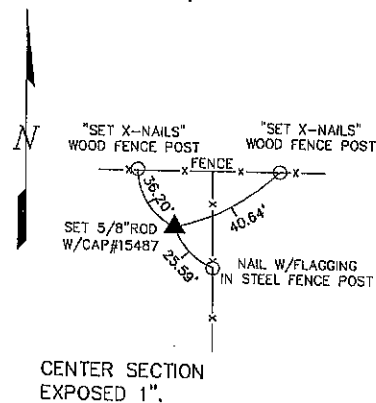 "SET X-NAILS"
WOOD FENCE POST
"SET X-NAILS"
WOOD FENCE POST
N
x
x
FENCE
x
x
36.20'
40.64'
x
SET 5/8"ROD
W/CAP#15487
25.59'
x
NAIL W/FLAGGING
IN STEEL FENCE POST
x
CENTER SECTION
EXPOSED 1",